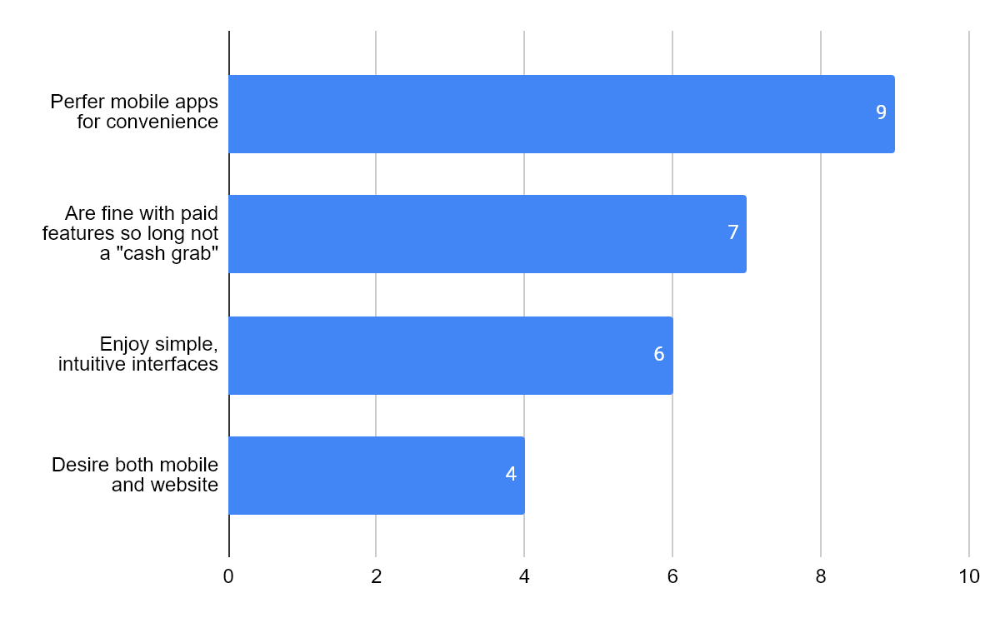 Perfer mobile apps
for convenience
9
Are fine with paid
features so long not
a "cash grab"
7
Enjoy simple,
intuitive interfaces
6
Desire both mobile
and website
4
0 2 4 6 8 10